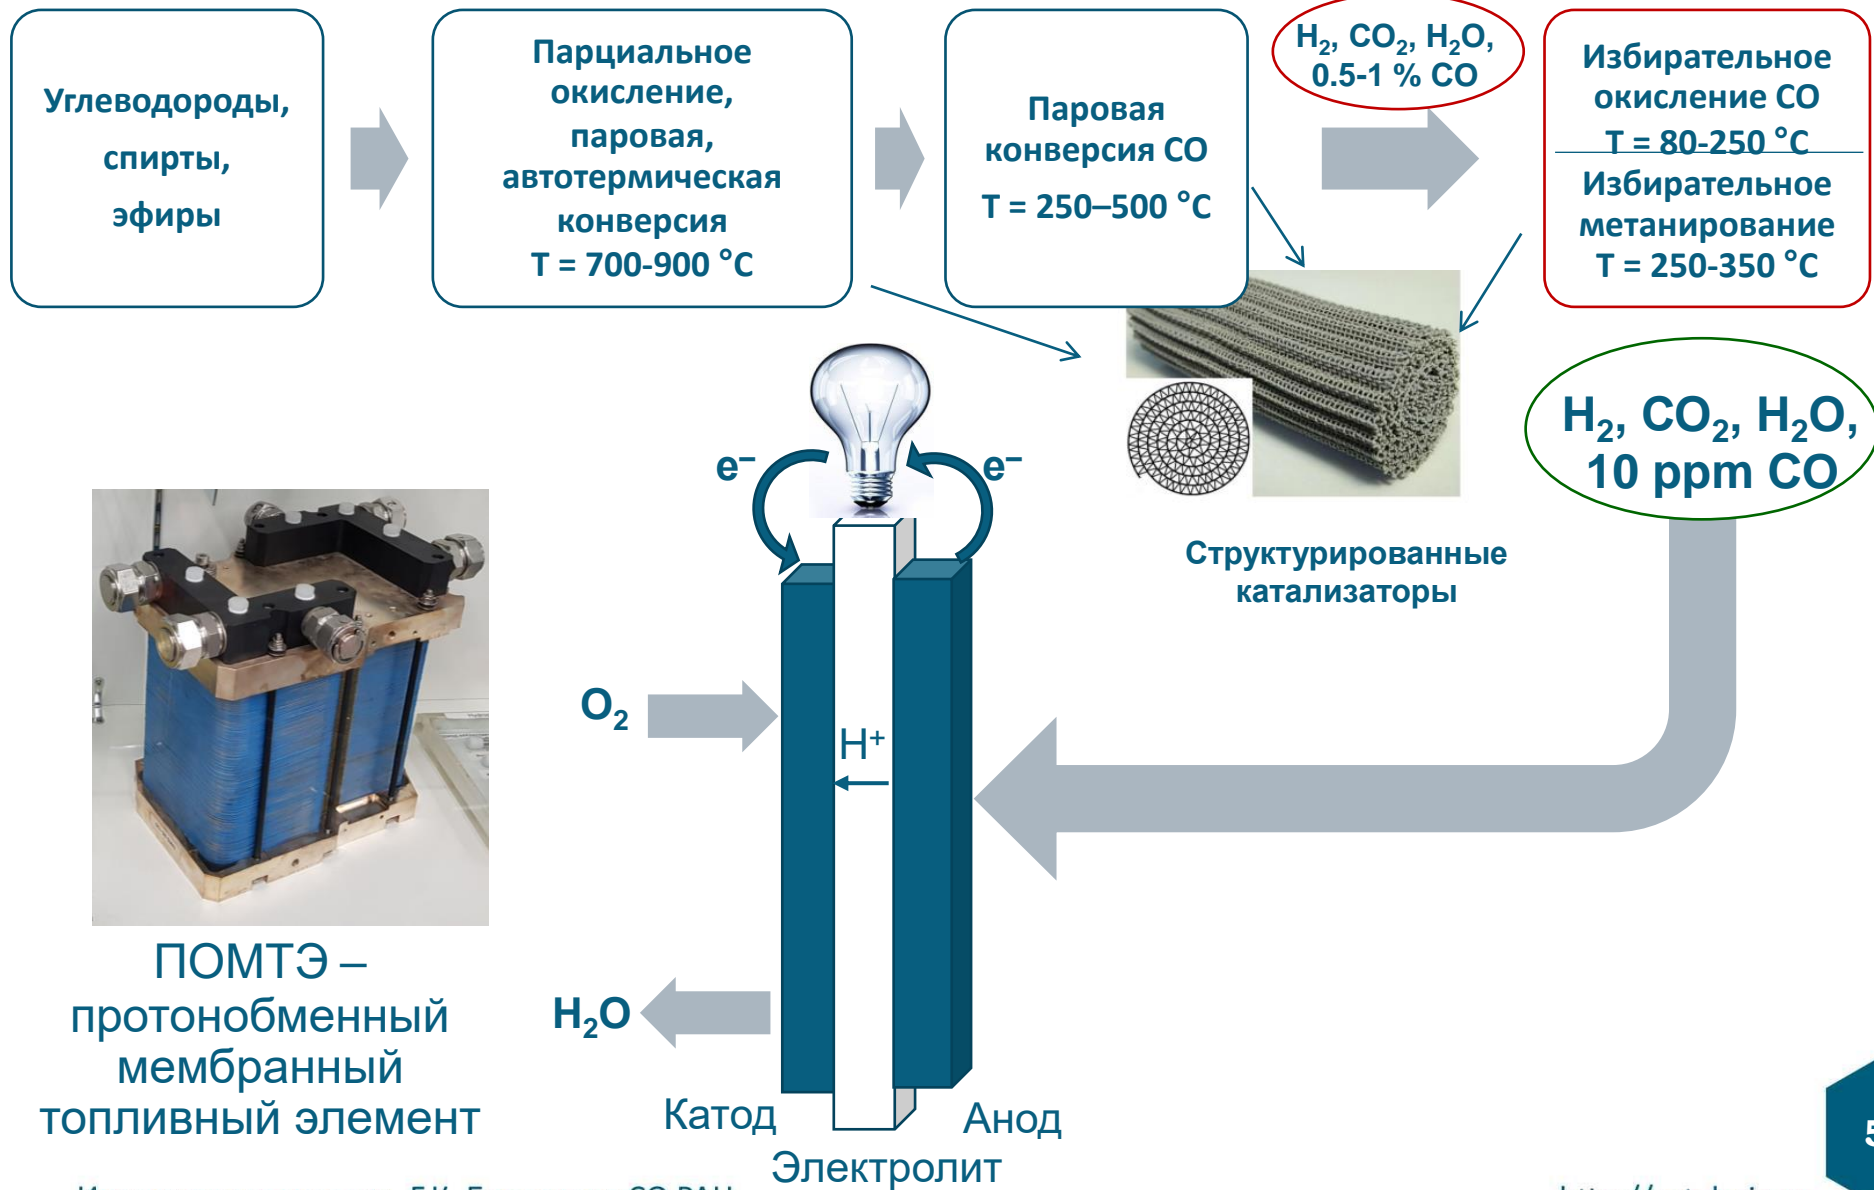 Углеводороды,
спирты,
эфиры
Парциальное
окисление,
паровая,
автотермическая
конверсия
T = 700-900 °C
Паровая
конверсия CO
T = 250–500 °C
H₂, CO₂, H₂O,
0.5-1 % CO
Избирательное
окисление CO
T = 80-250 °C
Избирательное
метанирование
T = 250-350 °C
H₂, CO₂, H₂O,
10 ppm CO
e⁻
e⁻
Структурированные
катализаторы
O₂
H⁺
H₂O
ПОМТЭ –
протонобменный
мембранный
топливный элемент
Катод
Анод
Электролит
5